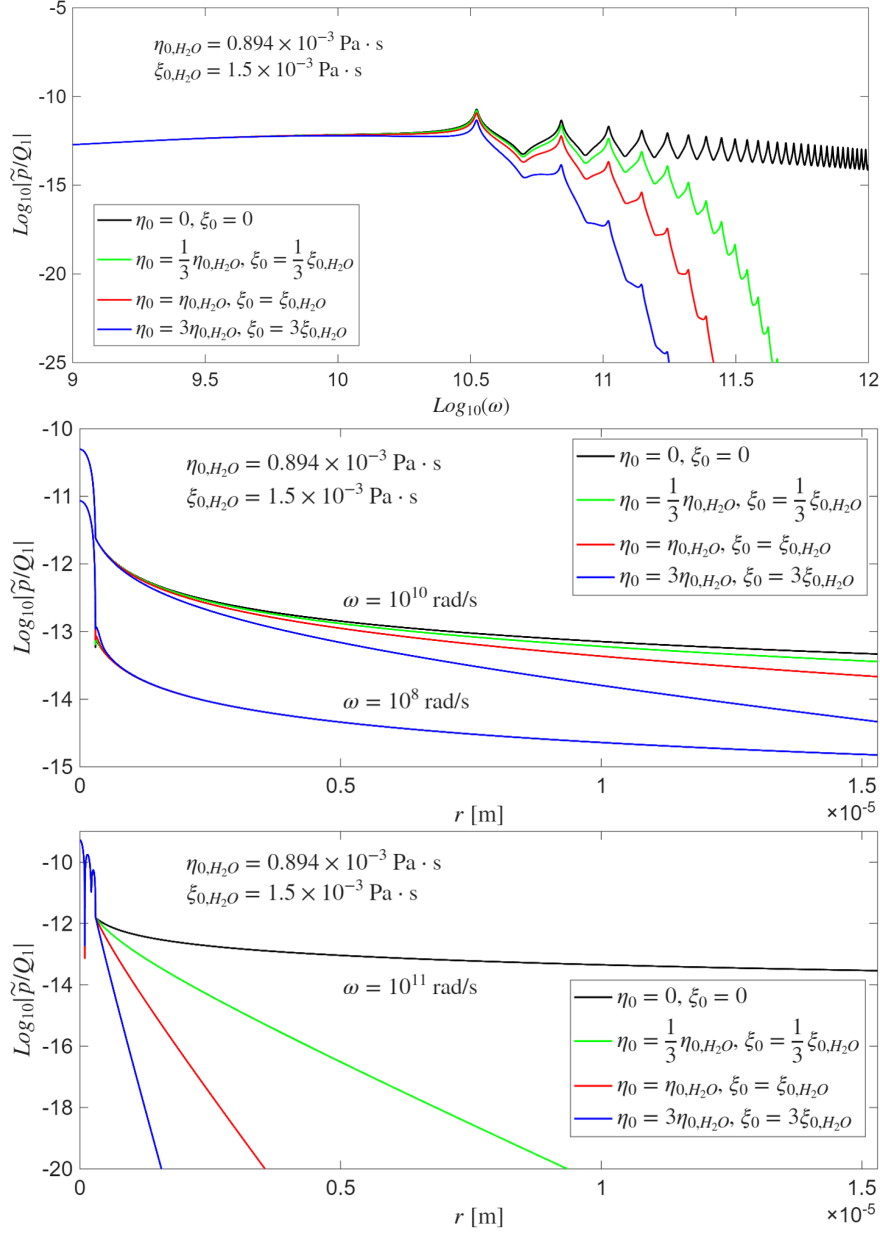 -5
η₀,H₂O = 0.894 × 10⁻³ Pa · s
ξ₀,H₂O = 1.5 × 10⁻³ Pa · s
-10
-15
-20
-25
Log₁₀|p̃/Q₁|
η₀ = 0, ξ₀ = 0
η₀ = 1/3 η₀,H₂O, ξ₀ = 1/3 ξ₀,H₂O
η₀ = η₀,H₂O, ξ₀ = ξ₀,H₂O
η₀ = 3η₀,H₂O, ξ₀ = 3ξ₀,H₂O
9 9.5 10 10.5 11 11.5 12
Log₁₀(ω)
-10
-11
-12
-13
-14
-15
Log₁₀|p̃/Q₁|
η₀,H₂O = 0.894 × 10⁻³ Pa · s
ξ₀,H₂O = 1.5 × 10⁻³ Pa · s
η₀ = 0, ξ₀ = 0
η₀ = 1/3 η₀,H₂O, ξ₀ = 1/3 ξ₀,H₂O
η₀ = η₀,H₂O, ξ₀ = ξ₀,H₂O
η₀ = 3η₀,H₂O, ξ₀ = 3ξ₀,H₂O
ω = 10¹⁰ rad/s
ω = 10⁸ rad/s
0 0.5 1 1.5
r [m]
×10⁻⁵
-10
-12
-14
-16
-18
-20
Log₁₀|p̃/Q₁|
η₀,H₂O = 0.894 × 10⁻³ Pa · s
ξ₀,H₂O = 1.5 × 10⁻³ Pa · s
ω = 10¹¹ rad/s
η₀ = 0, ξ₀ = 0
η₀ = 1/3 η₀,H₂O, ξ₀ = 1/3 ξ₀,H₂O
η₀ = η₀,H₂O, ξ₀ = ξ₀,H₂O
η₀ = 3η₀,H₂O, ξ₀ = 3ξ₀,H₂O
0 0.5 1 1.5
r [m]
×10⁻⁵